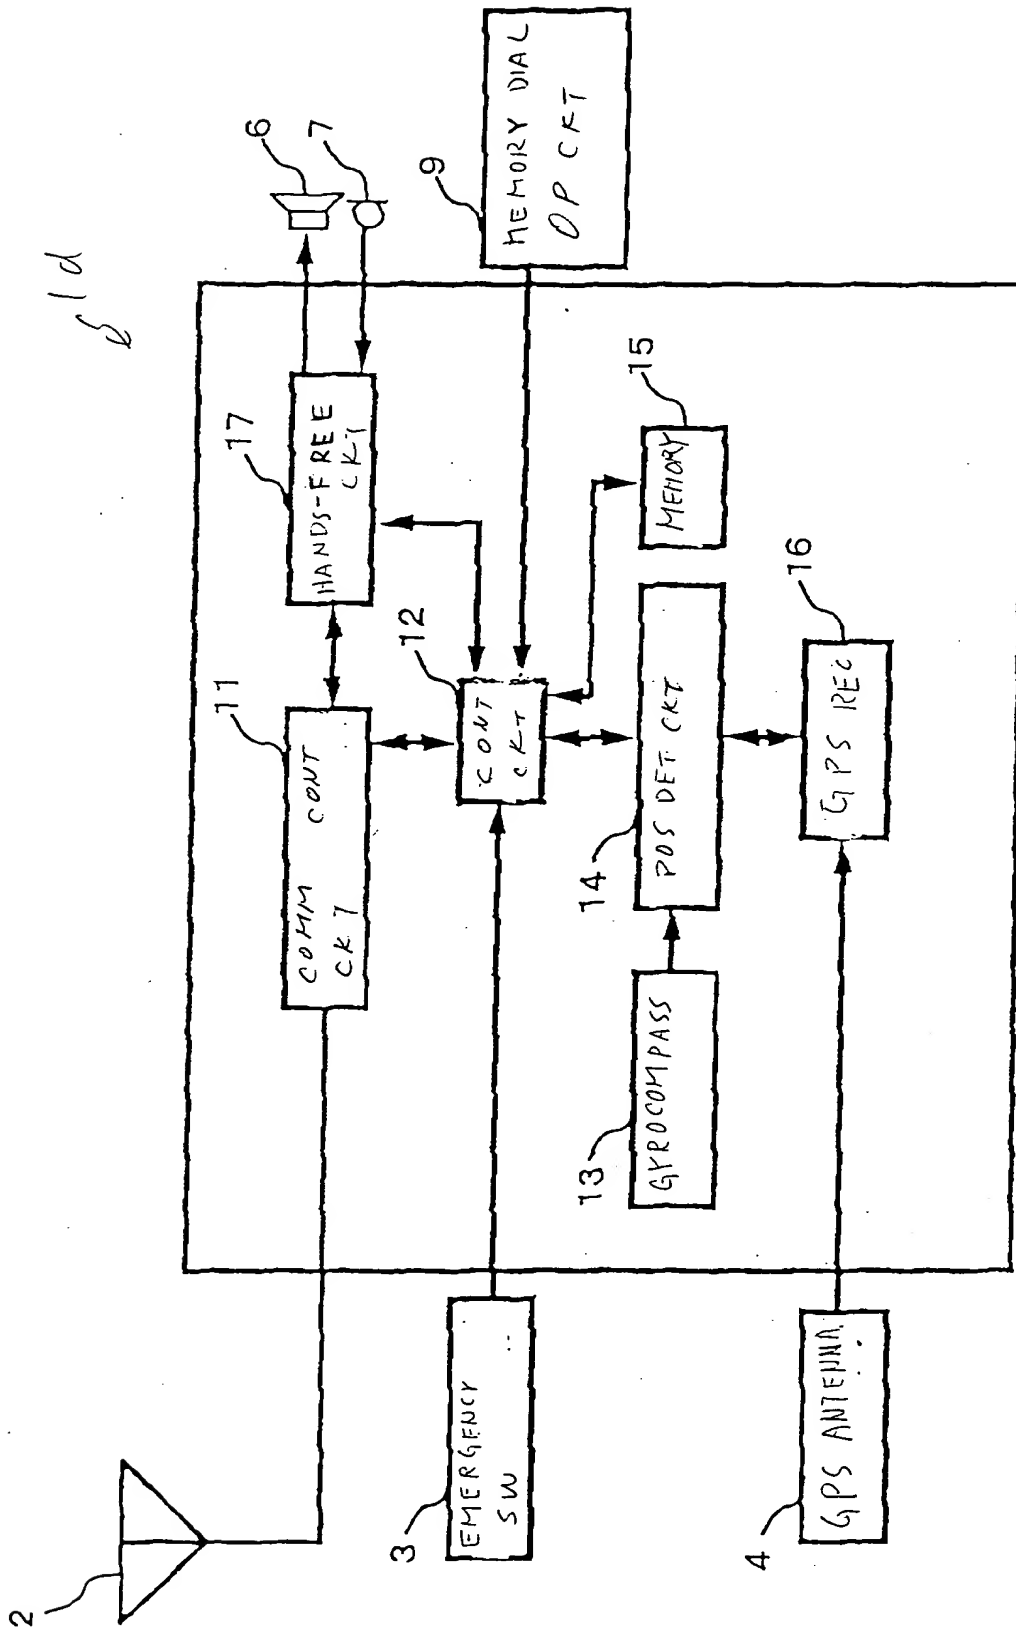 1d
2
11
COMM CONT
CKT
17
HANDS-FREE
CKT
6
7
3
EMERGENCY
SW
12
CONT
CKT
9
MEMORY DIAL
OP CKT
13
GYROCOMPASS
14
POS DET CKT
15
MEMORY
4
GPS ANTENNA
16
GPS REC